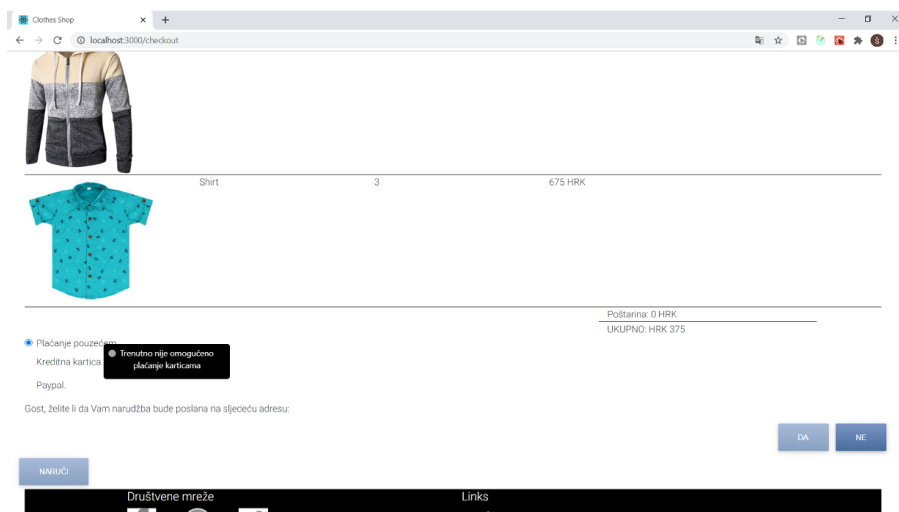 Clothes Shop
localhost:3000/checkout
Š
Shirt 3 675 HRK
Poštarina: 0 HRK
UKUPNO: HRK 375
Plaćanje pouzećem
Kreditna kartica
Trenutno nije omogućeno
plaćanje karticama
Paypal.
Gost, želite li da Vam narudžba bude poslana na sljedeću adresu:
DA NE
NARUČI
Društvene mreže Links